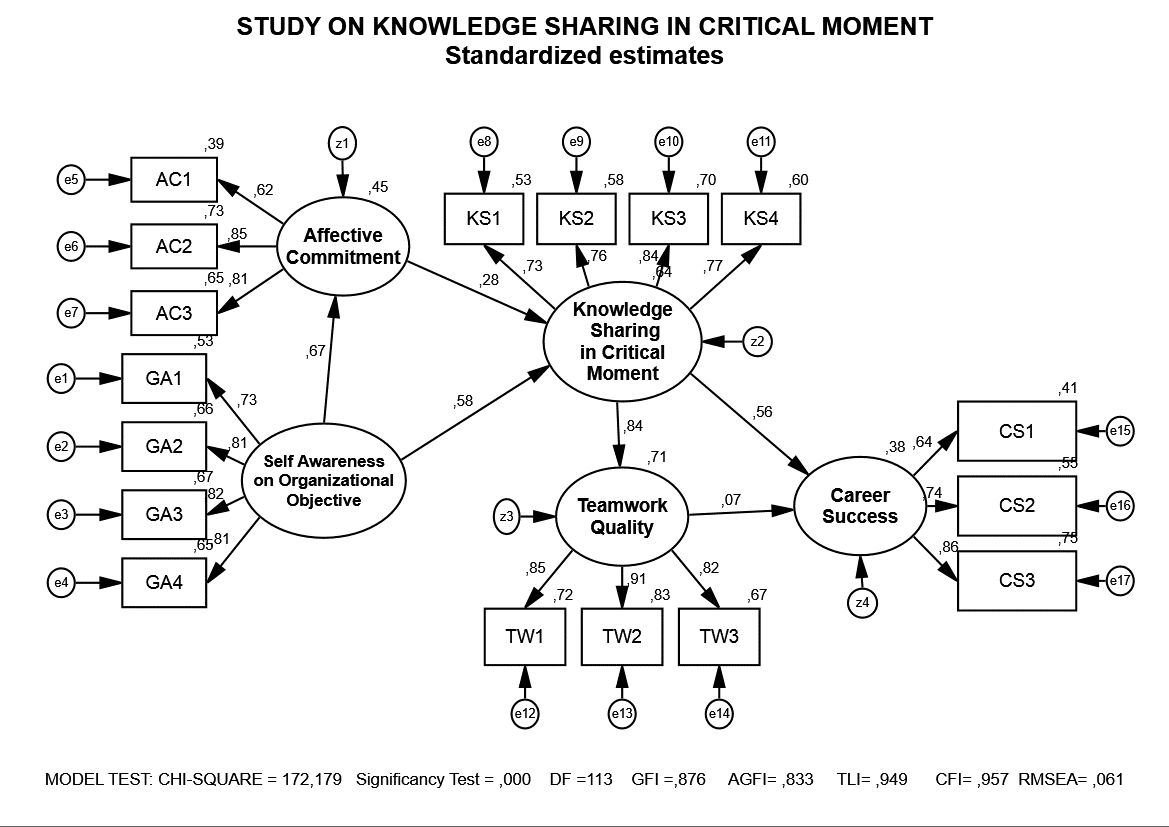 STUDY ON KNOWLEDGE SHARING IN CRITICAL MOMENT
Standardized estimates
z1
e8
e9
e10
e11
,39
e5
AC1
,62
,45
,53
,58
,70
,60
KS1
KS2
KS3
KS4
,73
e6
AC2
,85
Affective
Commitment
,73
,76
,84
,64
,77
,65
,81
e7
AC3
,28
Knowledge
Sharing
in Critical
Moment
z2
,53
e1
GA1
,73
,67
,58
,56
,66
e2
GA2
,81
,84
,41
CS1
e15
,67
e3
GA3
,82
Self Awareness
on Organizational
Objective
,71
,38
,64
,55
,65
,81
e4
GA4
z3
Teamwork
Quality
,07
Career
Success
,74
CS2
e16
,75
,86
CS3
e17
z4
,85
,91
,82
,72
,83
,67
TW1
TW2
TW3
e12
e13
e14
MODEL TEST: CHI-SQUARE = 172,179 Significancy Test = ,000 DF =113 GFI =,876 AGFI= ,833 TLI= ,949 CFI= ,957 RMSEA= ,061